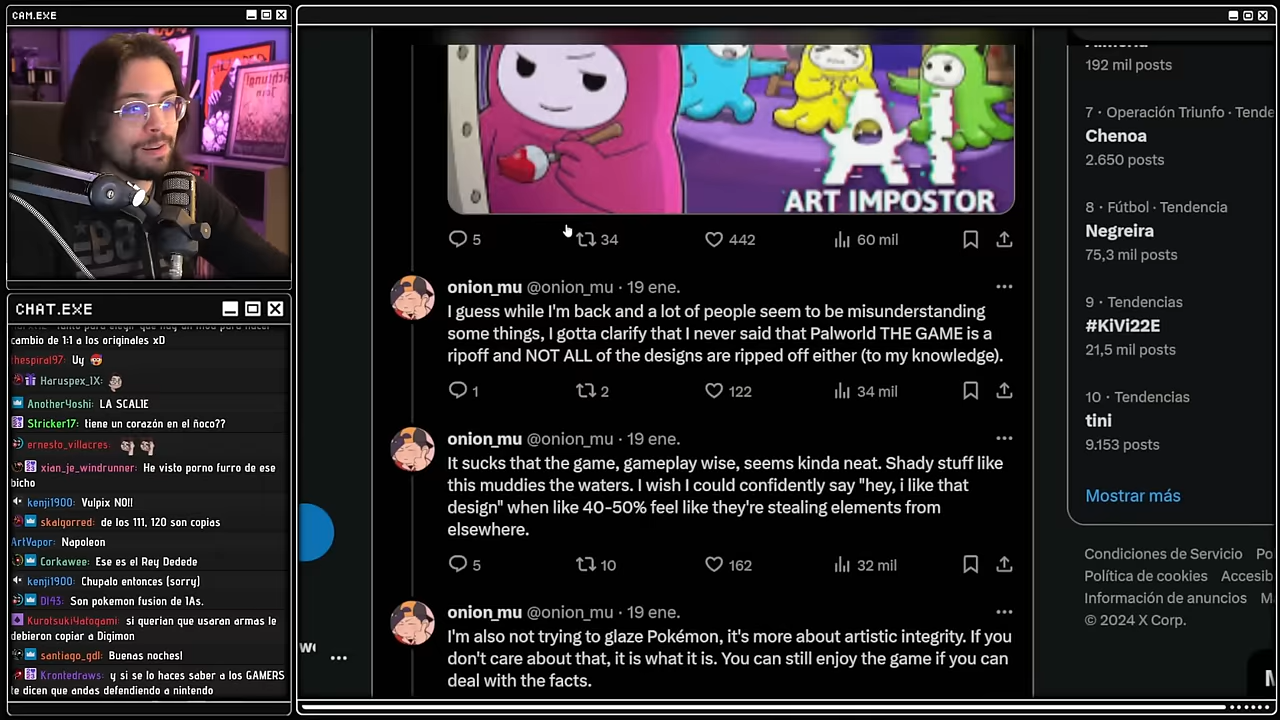 CAM.EXE
Achtung!
CHAT.EXE
cambio de 1:1 a los originales xD
thespiral97: Uy
Haruspex_1X:
AnotherYoshi: LA SCALIE
Stricker17: tiene un corazón en el ñoco??
ernesto_villacres:
xian_je_windrunner: He visto porno furro de ese
bicho
kenji1900: Vulpix NO!!
skalgorred: de los 111, 120 son copias
ArtVapor: Napoleon
Corkawee: Ese es el Rey Dedede
kenji1900: Chupalo entonces (sorry)
D143: Son pokemon fusion de IAs.
KurotsukiYatogami: si querian que usaran armas le
debieron copiar a Digimon
santiago_gdl: Buenas noches!
Krontedraws: y si se lo haces saber a los GAMERS
te dicen que andas defendiendo a nintendo
ART IMPOSTOR
5 34 442 60 mil
onion_mu @onion_mu · 19 ene.
I guess while I'm back and a lot of people seem to be misunderstanding
some things, I gotta clarify that I never said that Palworld THE GAME is a
ripoff and NOT ALL of the designs are ripped off either (to my knowledge).
1 2 122 34 mil
onion_mu @onion_mu · 19 ene.
It sucks that the game, gameplay wise, seems kinda neat. Shady stuff like
this muddies the waters. I wish I could confidently say "hey, i like that
design" when like 40-50% feel like they're stealing elements from
elsewhere.
5 10 162 32 mil
onion_mu @onion_mu · 19 ene.
I'm also not trying to glaze Pokémon, it's more about artistic integrity. If you
don't care about that, it is what it is. You can still enjoy the game if you can
deal with the facts.
192 mil posts
7 · Operación Triunfo · Tende
Chenoa
2.650 posts
8 · Fútbol · Tendencia
Negreira
75,3 mil posts
9 · Tendencias
#KiVi22E
21,5 mil posts
10 · Tendencias
tini
9.153 posts
Mostrar más
Condiciones de Servicio Po
Política de cookies Accesib
Información de anuncios M
© 2024 X Corp.